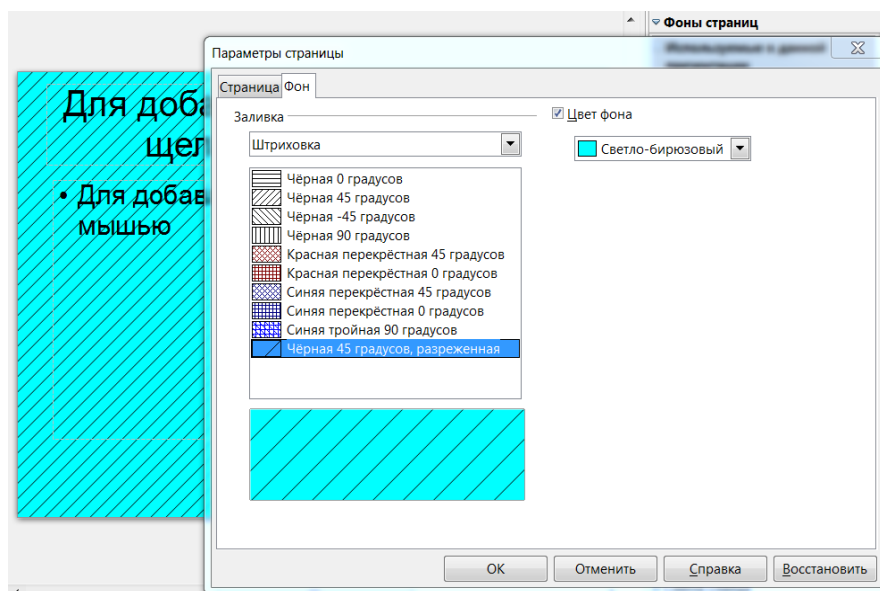 Фоны страниц
Параметры страницы
Страница Фон
Для доба
щел
• Для добав
мышью
Заливка
Штриховка
Чёрная 0 градусов
Чёрная 45 градусов
Чёрная -45 градусов
Чёрная 90 градусов
Красная перекрёстная 45 градусов
Красная перекрёстная 0 градусов
Синяя перекрёстная 45 градусов
Синяя перекрёстная 0 градусов
Синяя тройная 90 градусов
Чёрная 45 градусов, разреженная
Цвет фона
Светло-бирюзовый
ОК
Отменить
Справка
Восстановить